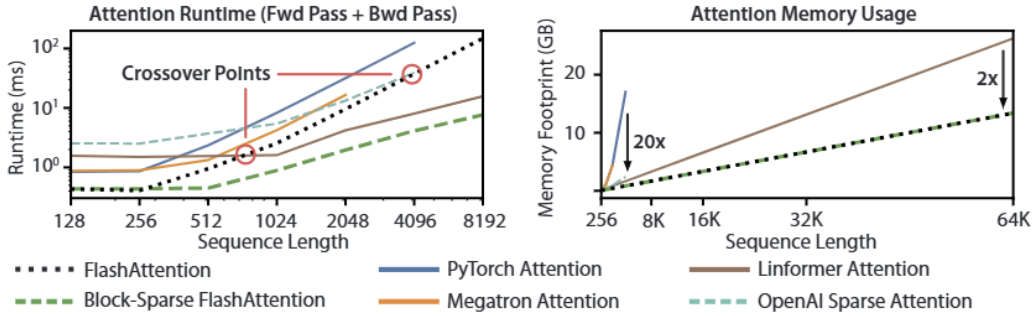 Attention Runtime (Fwd Pass + Bwd Pass)
Runtime (ms)
10²
10¹
10⁰
Crossover Points
128 256 512 1024 2048 4096 8192
Sequence Length
Attention Memory Usage
Memory Footprint (GB)
20
10
20x
2x
256 8K 16K 32K 64K
Sequence Length
FlashAttention
Block-Sparse FlashAttention
PyTorch Attention
Megatron Attention
Linformer Attention
OpenAI Sparse Attention